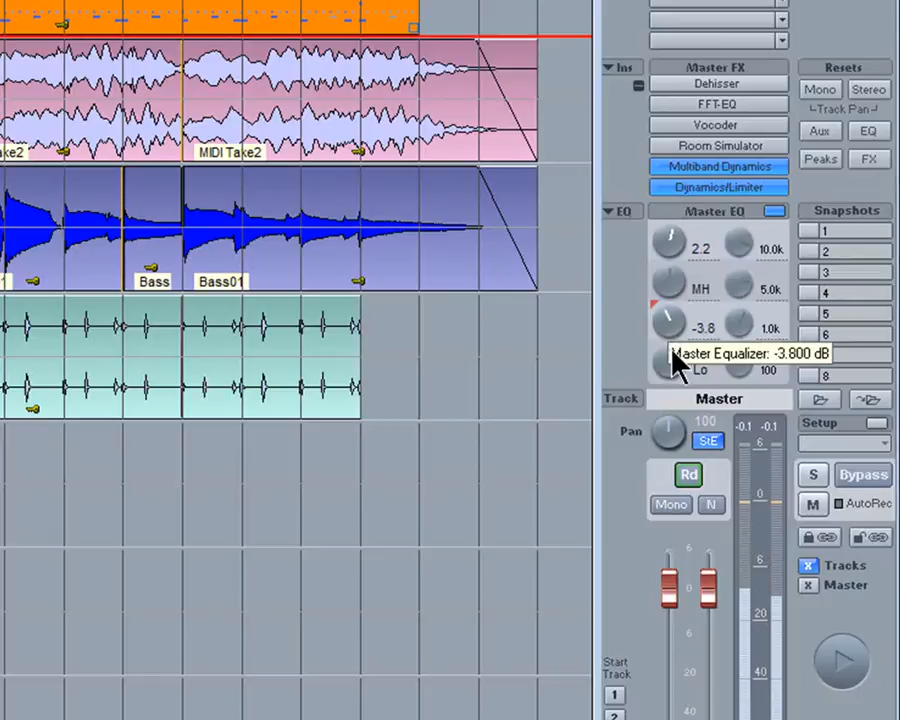 Ins
Master FX
Resets
Dehisser
Mono
Stereo
FFT-EQ
Track Pan
Vocoder
Aux
EQ
Room Simulator
ake2
MIDI Take2
Peaks
FX
Multiband Dynamics
Dynamics/Limiter
EQ
Master EQ
Snapshots
1
2.2
10.0k
2
3
1
Bass
Bass01
MH
5.0k
4
5
-3.8
1.0k
6
Master Equalizer: -3.800 dB
Lo
100
8
Track
Master
Pan
100
-0.1
-0.1
Setup
StE
6
Rd
S
Bypass
0
Mono
N
M
AutoRec
6
6
x
Tracks
0
x
Master
20
6
Start
Track
20
40
1
40
2